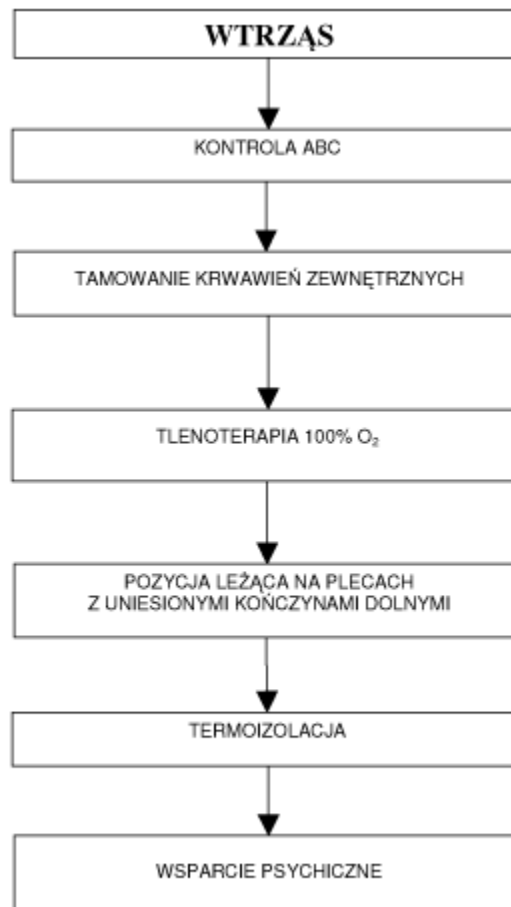 WTRZĄS
KONTROLA ABC
TAMOWANIE KRWAWIEŃ ZEWNĘTRZNYCH
TLENOTERAPIA 100% O₂
POZYCJA LEŻĄCA NA PLECACH
Z UNIESIONYMI KOŃCZYNAMI DOLNYMI
TERMOIZOLACJA
WSPARCIE PSYCHICZNE